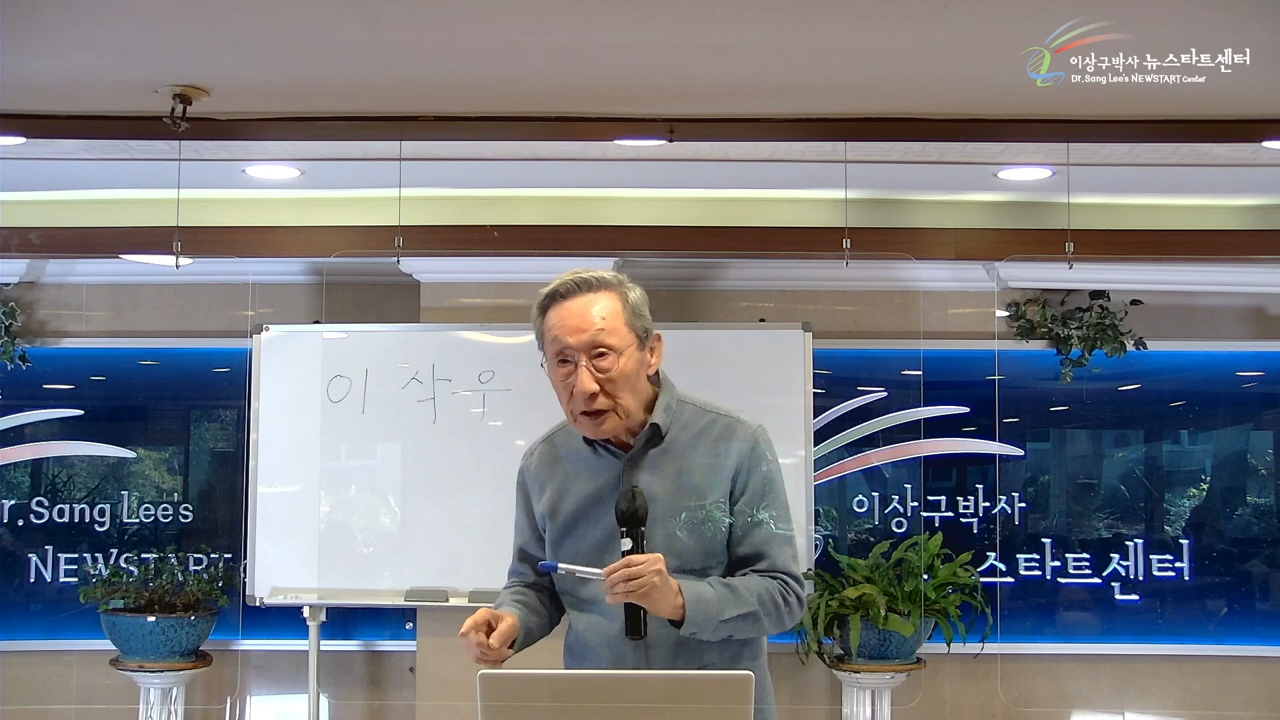 이상구박사 뉴스타트센터
Dr. Sang Lee's NEWSTART Center
이 삭 우
r. Sang Lee's
NEWSTART
이상구박사
스타트센터